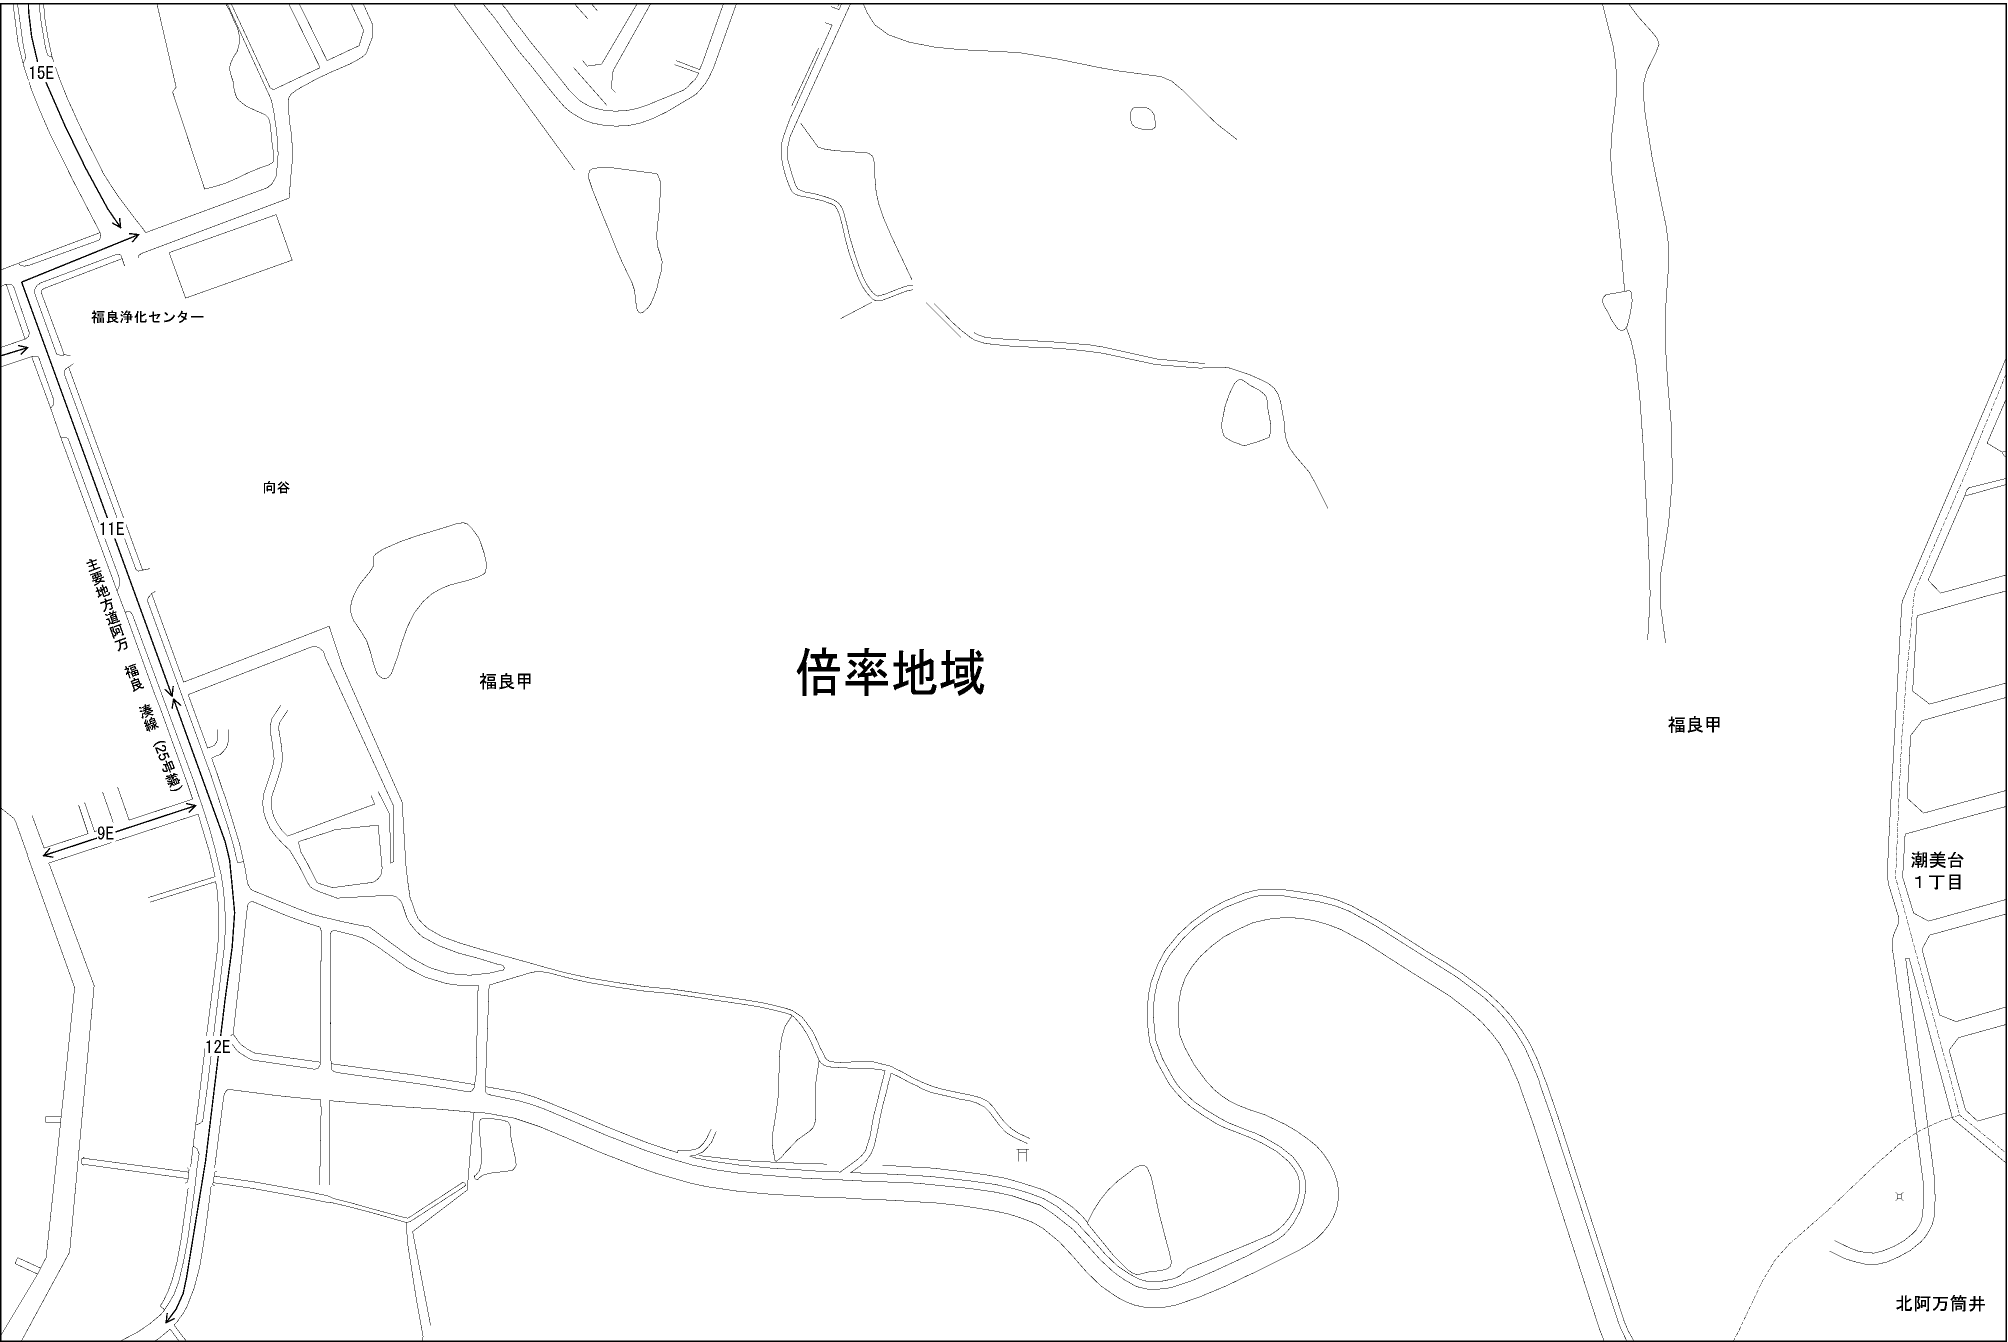 15E
福良浄化センター
向谷
11E
主要地方道阿万　福良　湊線（25号線）
福良甲
倍率地域
福良甲
9E
潮美台
１丁目
12E
北阿万筒井